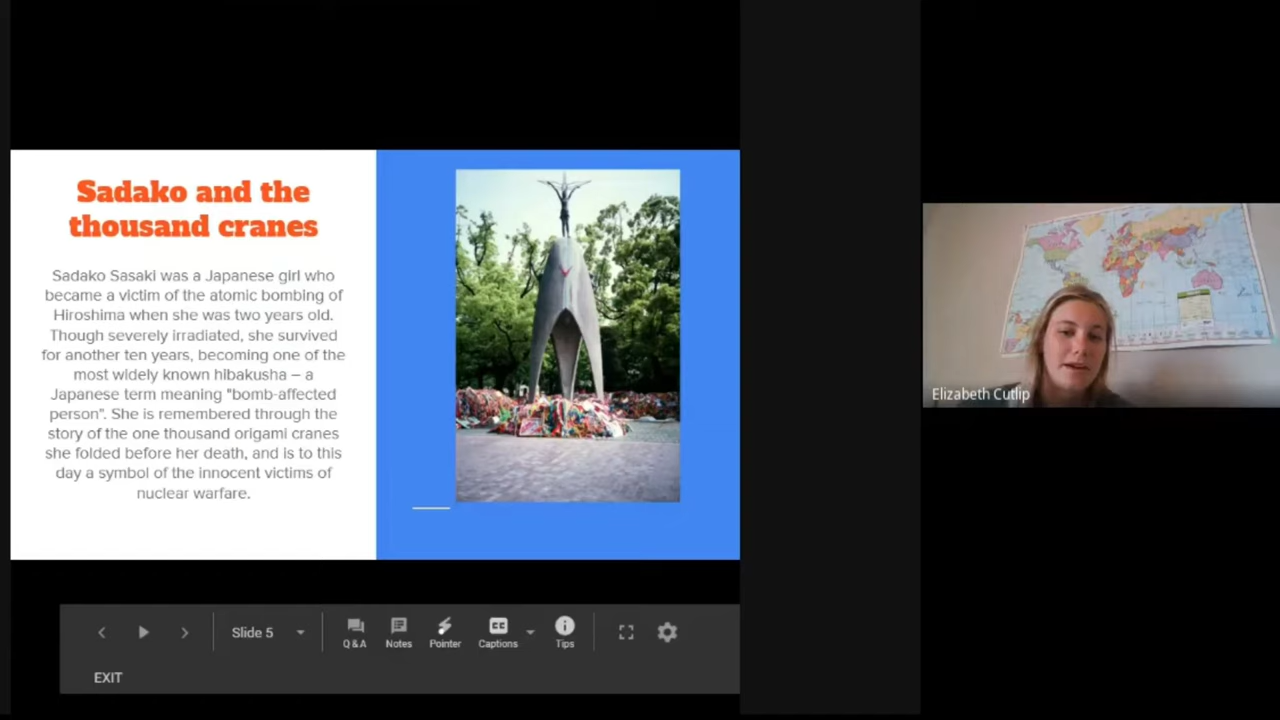 Sadako and the
thousand cranes
Sadako Sasaki was a Japanese girl who
became a victim of the atomic bombing of
Hiroshima when she was two years old.
Though severely irradiated, she survived
for another ten years, becoming one of the
most widely known hibakusha – a
Japanese term meaning "bomb-affected
person". She is remembered through the
story of the one thousand origami cranes
she folded before her death, and is to this
day a symbol of the innocent victims of
nuclear warfare.
Elizabeth Cutlip
Slide 5
Q & A
Notes
Pointer
CC
Captions
Tips
EXIT